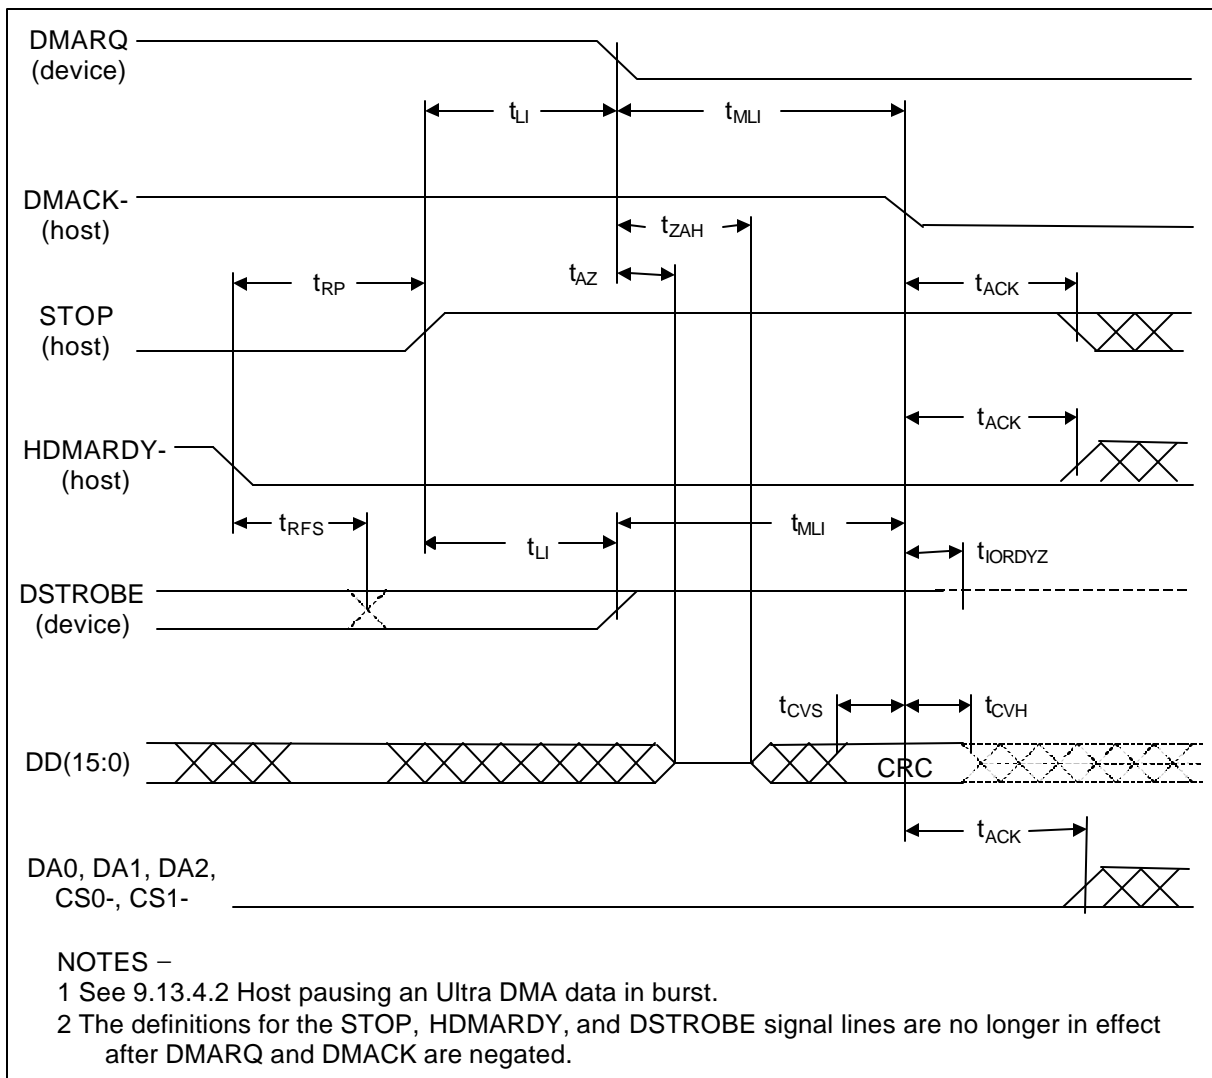 DMARQ
(device)
tLI
tMLI
DMACK-
(host)
tZAH
tAZ
tRP
tACK
STOP
(host)
tACK
HDMARDY-
(host)
tRFS
tLI
tMLI
tIORDYZ
DSTROBE
(device)
tCVS
tCVH
DD(15:0)
CRC
tACK
DA0, DA1, DA2,
CS0-, CS1-
NOTES –
1 See 9.13.4.2 Host pausing an Ultra DMA data in burst.
2 The definitions for the STOP, HDMARDY, and DSTROBE signal lines are no longer in effect
after DMARQ and DMACK are negated.